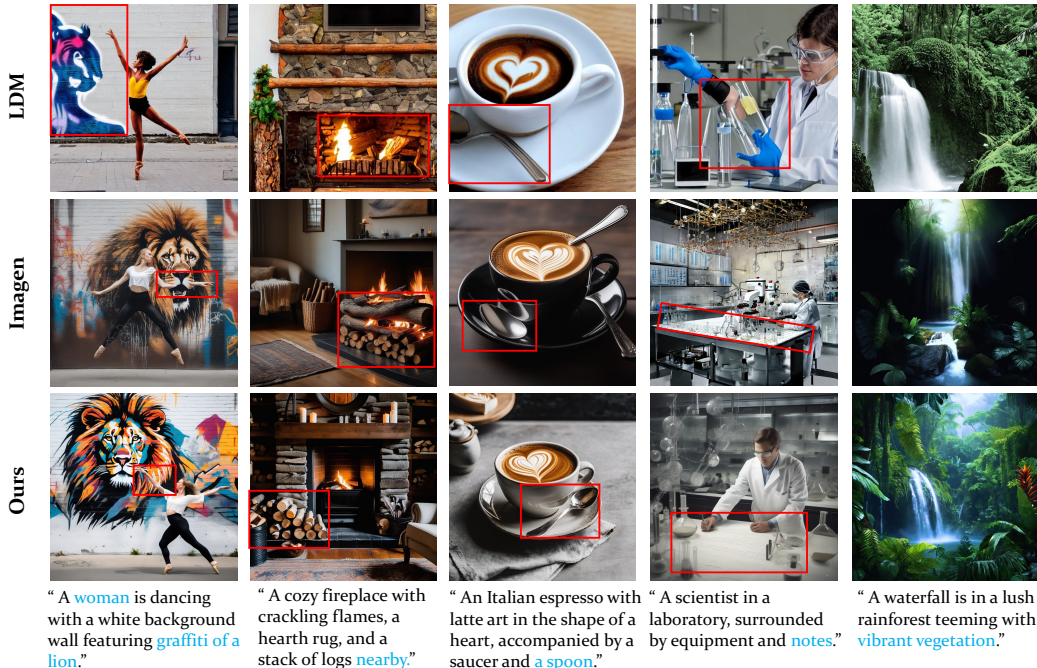 LDM
Imagen
Ours
“ A woman is dancing
with a white background
wall featuring graffiti of a
lion.”
“ A cozy fireplace with
crackling flames, a
hearth rug, and a
stack of logs nearby.”
“ An Italian espresso with
latte art in the shape of a
heart, accompanied by a
saucer and a spoon.”
“ A scientist in a
laboratory, surrounded
by equipment and notes.”
“ A waterfall is in a lush
rainforest teeming with
vibrant vegetation.”